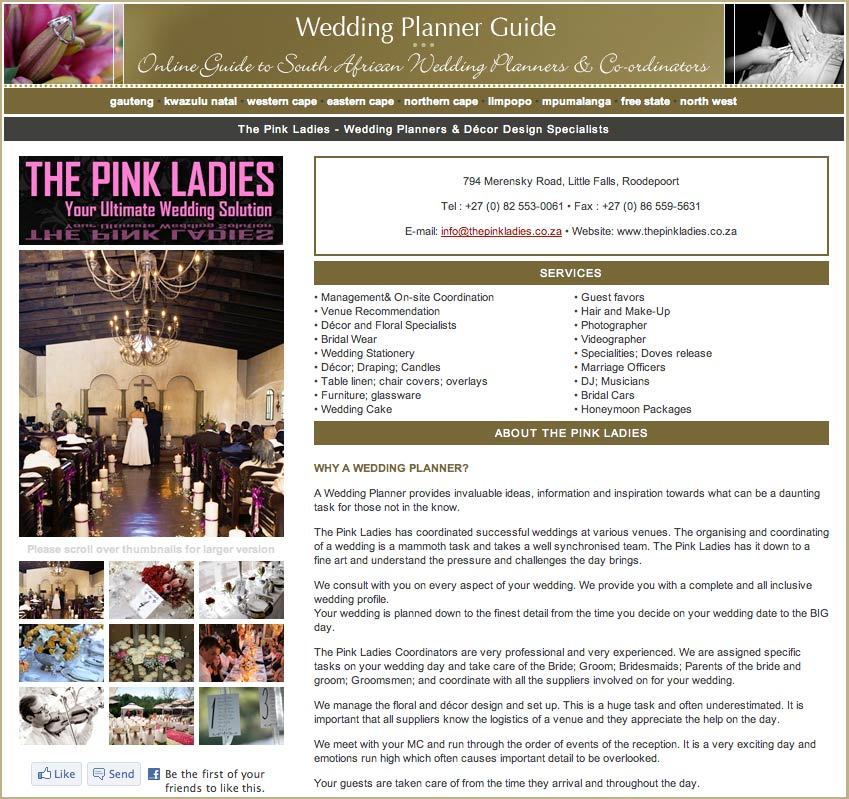 Wedding Planner Guide
Online Guide to South African Wedding Planners & Co-ordinators
gauteng • kwazulu natal • western cape • eastern cape • northern cape • limpopo • mpumalanga • free state • north west
The Pink Ladies - Wedding Planners & Décor Design Specialists
THE PINK LADIES
Your Ultimate Wedding Solution
794 Merensky Road, Little Falls, Roodepoort
Tel : +27 (0) 82 553-0061 • Fax : +27 (0) 86 559-5631
E-mail: info@thepinkladies.co.za • Website: www.thepinkladies.co.za
SERVICES
• Management& On-site Coordination
• Venue Recommendation
• Décor and Floral Specialists
• Bridal Wear
• Wedding Stationery
• Décor; Draping; Candles
• Table linen; chair covers; overlays
• Furniture; glassware
• Wedding Cake
• Guest favors
• Hair and Make-Up
• Photographer
• Videographer
• Specialities; Doves release
• Marriage Officers
• DJ; Musicians
• Bridal Cars
• Honeymoon Packages
ABOUT THE PINK LADIES
WHY A WEDDING PLANNER?
A Wedding Planner provides invaluable ideas, information and inspiration towards what can be a daunting
task for those not in the know.
The Pink Ladies has coordinated successful weddings at various venues. The organising and coordinating
of a wedding is a mammoth task and takes a well synchronised team. The Pink Ladies has it down to a
fine art and understand the pressure and challenges the day brings.
We consult with you on every aspect of your wedding. We provide you with a complete and all inclusive
wedding profile.
Your wedding is planned down to the finest detail from the time you decide on your wedding date to the BIG
day.
The Pink Ladies Coordinators are very professional and very experienced. We are assigned specific
tasks on your wedding day and take care of the Bride; Groom; Bridesmaids; Parents of the bride and
groom; Groomsmen; and coordinate with all the suppliers involved on for your wedding.
We manage the floral and décor design and set up. This is a huge task and often underestimated. It is
important that all suppliers know the logistics of a venue and they appreciate the help on the day.
We meet with your MC and run through the order of events of the reception. It is a very exciting day and
emotions run high which often causes important detail to be overlooked.
Your guests are taken care of from the time they arrival and throughout the day.
Please scroll over thumbnails for larger version
1
3
Like
Send
Be the first of your
friends to like this.